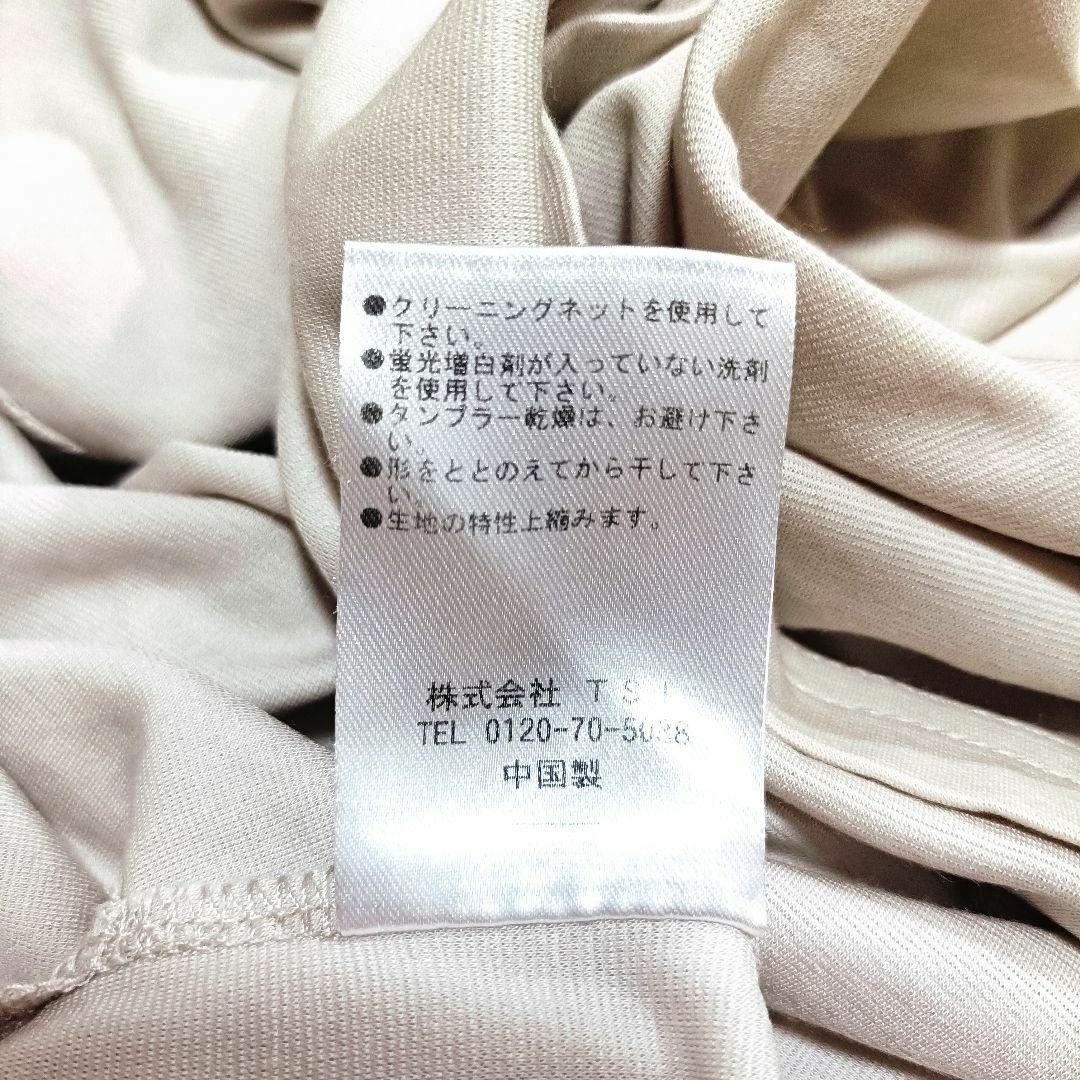 ●クリーニングネットを使用して
下さい。
●蛍光増白剤が入っていない洗剤
を使用して下さい。
●タンブラー乾燥は、お避け下さ
い。
●形をととのえてから干して下さ
い。
●生地の特性上縮みます。
株式会社 TSI
TEL 0120-70-5038
中国製